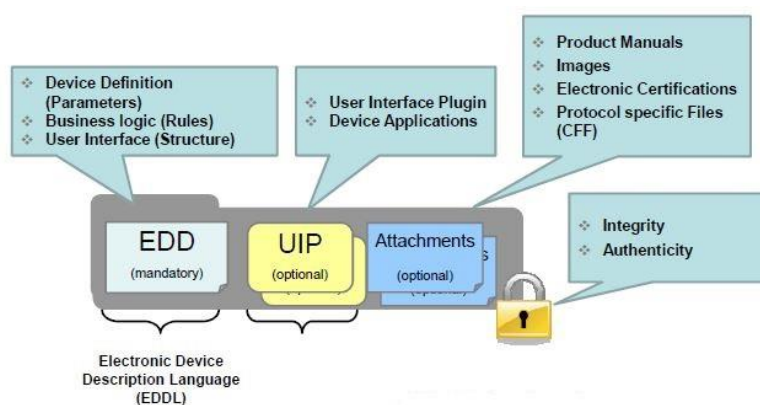 Device Definition
(Parameters)
Business logic (Rules)
User Interface (Structure)
User Interface Plugin
Device Applications
Product Manuals
Images
Electronic Certifications
Protocol specific Files
(CFF)
Integrity
Authenticity
EDD
(mandatory)
UIP
(optional)
Attachments
(optional)
Electronic Device
Description Language
(EDDL)